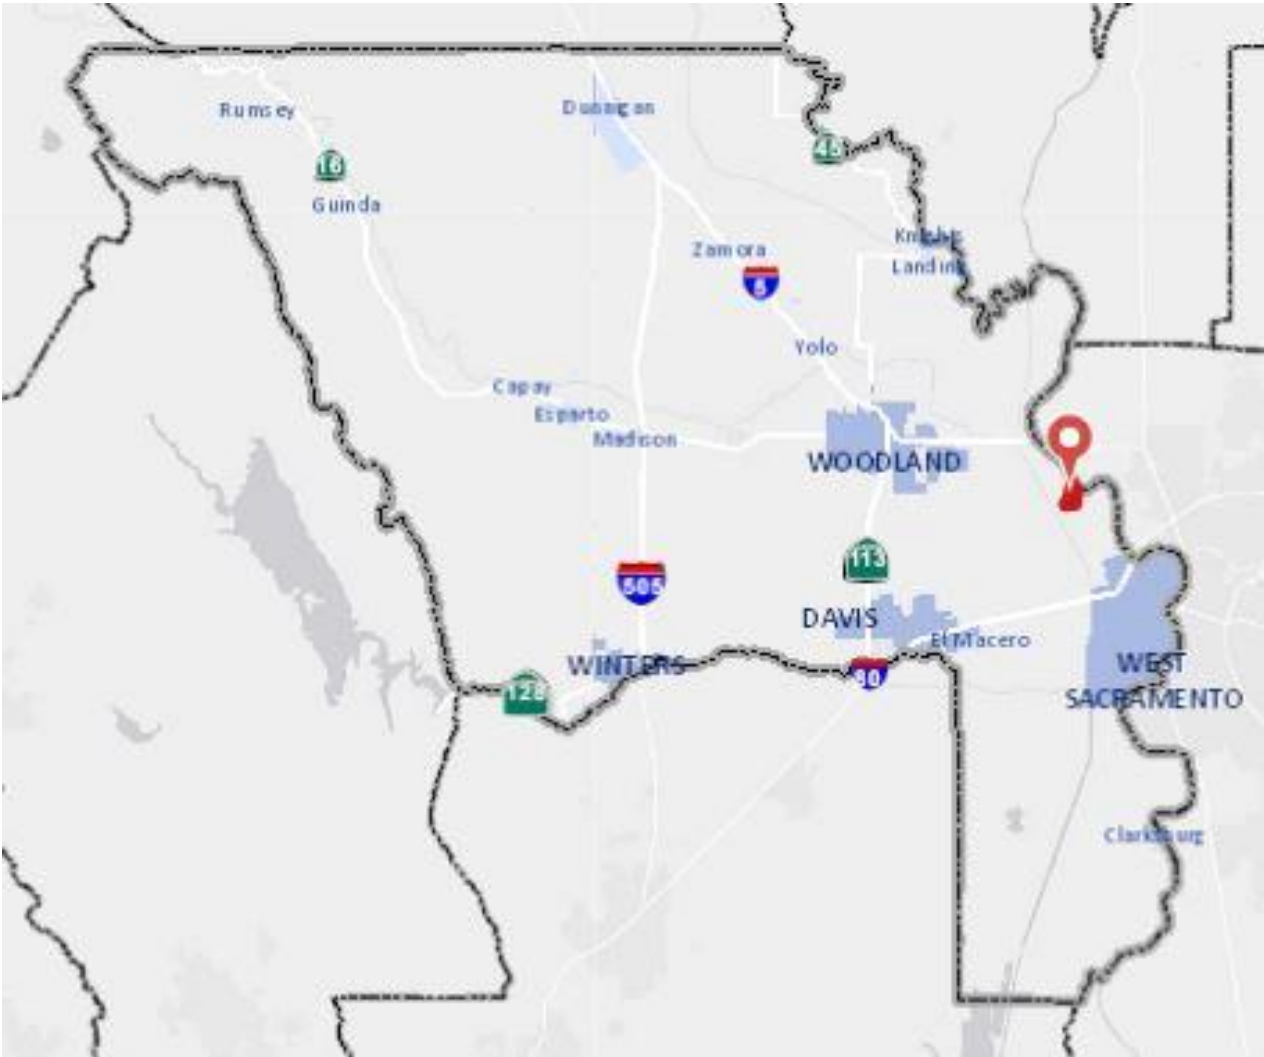 Rumsey
Dunnigan
45
16
Guinda
Knights
Landing
Zamora
5
Yolo
Capay
Esparto
Madison
WOODLAND
113
505
DAVIS
El Macero
WINTERS
80
WEST
SACRAMENTO
128
Clarksburg